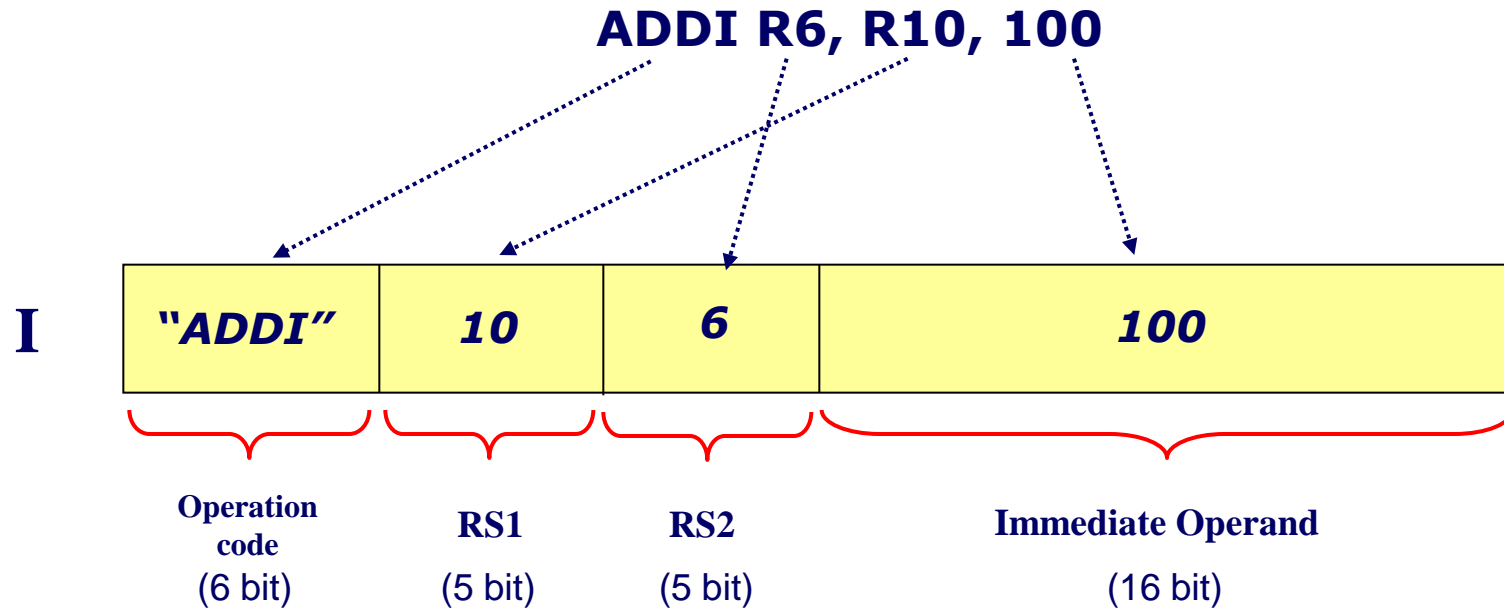 ADDI R6, R10, 100
I
“ADDI” 10 6 100
Operation
code
RS1 RS2 Immediate Operand
(6 bit) (5 bit) (5 bit) (16 bit)